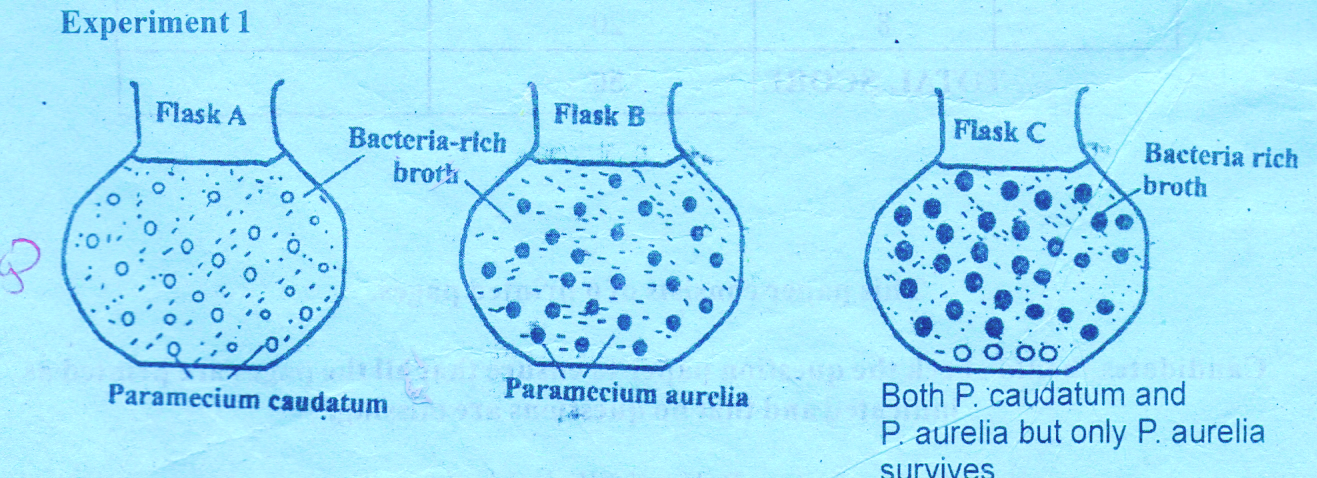 Experiment 1
Flask A
Flask B
Flask C
Bacteria-rich
broth
Bacteria rich
broth
Paramecium caudatum
Paramecium aurelia
Both P. caudatum and
P. aurelia but only P. aurelia
survives